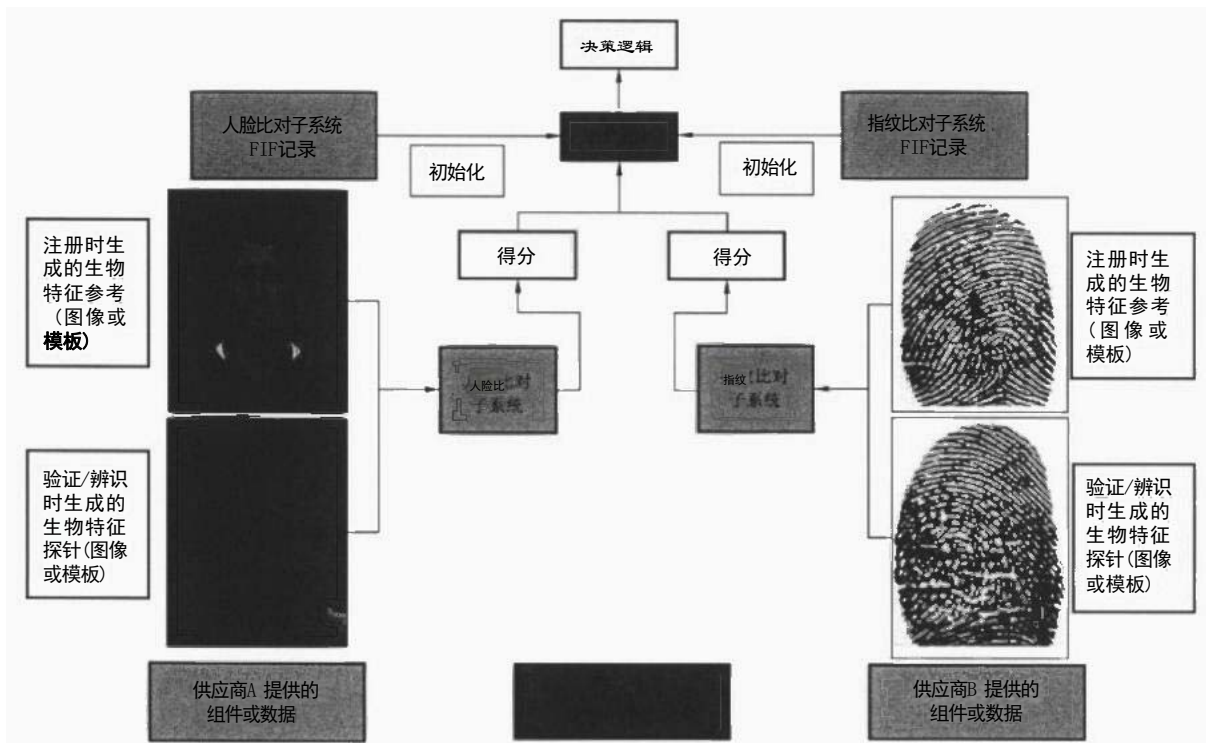 决策逻辑
人脸比对子系统
FIF记录
指纹比对子系统
FIF记录
初始化
初始化
得分
得分
注册时生
成的生物
特征参考
(图像或
模板)
注册时生
成的生物
特征参考
(图像或
模板)
人脸比对
子系统
指纹比对
子系统
验证/辨识
时生成的
生物特征
探针(图像
或模板)
验证/辨识
时生成的
生物特征
探针(图像
或模板)
供应商A 提供的
组件或数据
供应商B 提供的
组件或数据